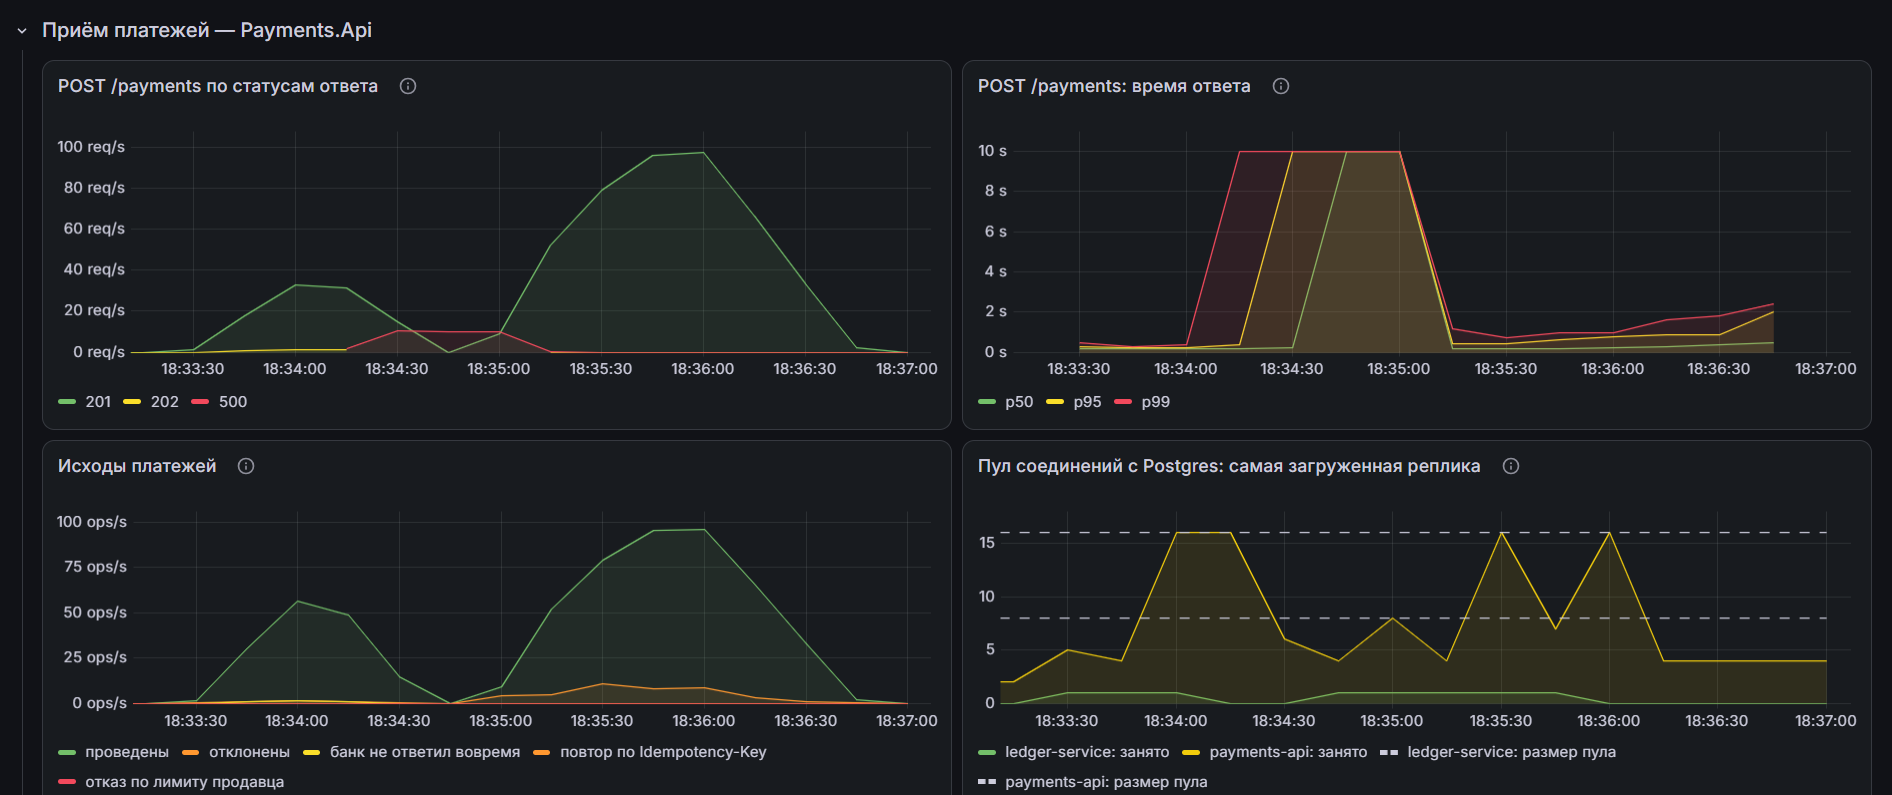 Приём платежей — Payments.Api
POST /payments по статусам ответа
100 req/s
80 req/s
60 req/s
40 req/s
20 req/s
0 req/s
18:33:30 18:34:00 18:34:30 18:35:00 18:35:30 18:36:00 18:36:30 18:37:00
201 202 500
POST /payments: время ответа
10 s
8 s
6 s
4 s
2 s
0 s
18:33:30 18:34:00 18:34:30 18:35:00 18:35:30 18:36:00 18:36:30 18:37:00
p50 p95 p99
Исходы платежей
100 ops/s
75 ops/s
50 ops/s
25 ops/s
0 ops/s
18:33:30 18:34:00 18:34:30 18:35:00 18:35:30 18:36:00 18:36:30 18:37:00
проведены отклонены банк не ответил вовремя повтор по Idempotency-Key
отказ по лимиту продавца
Пул соединений с Postgres: самая загруженная реплика
15
10
5
0
18:33:30 18:34:00 18:34:30 18:35:00 18:35:30 18:36:00 18:36:30 18:37:00
ledger-service: занято payments-api: занято ledger-service: размер пула
payments-api: размер пула